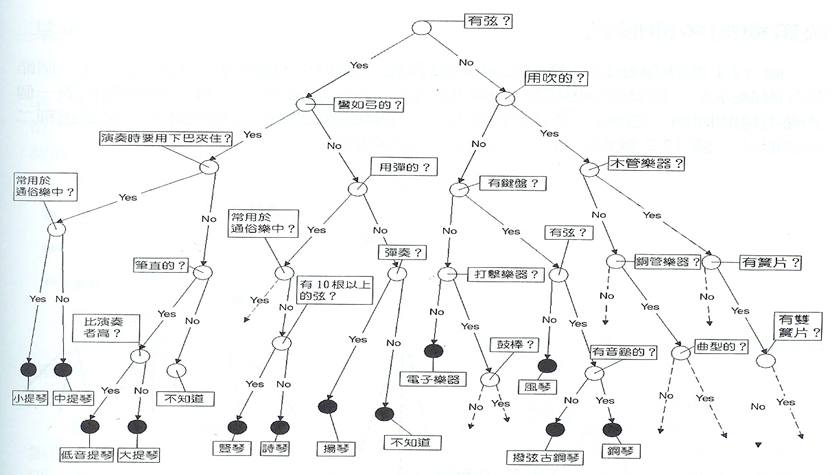 有弦？
Yes
No
彎如弓的？
用吹的？
Yes
No
No
Yes
演奏時要用下巴夾住？
用彈的？
有鍵盤？
木管樂器？
Yes
No
Yes
No
No
Yes
No
Yes
常用於
通俗樂中？
常用於
通俗樂中？
彈奏？
有弦？
筆直的？
打擊樂器？
銅管樂器？
有簧片？
Yes
No
Yes
No
Yes
No
Yes
No
No
Yes
No
Yes
No
Yes
No
Yes
有10根以上
的弦？
比演奏
者高？
鼓棒？
有音鎚的？
曲型的？
有雙
簧片？
小提琴
中提琴
不知道
電子樂器
風琴
Yes
No
Yes
No
No
Yes
No
Yes
No
Yes
低音提琴
大提琴
豎琴
詩琴
揚琴
不知道
撥弦古鋼琴
鋼琴